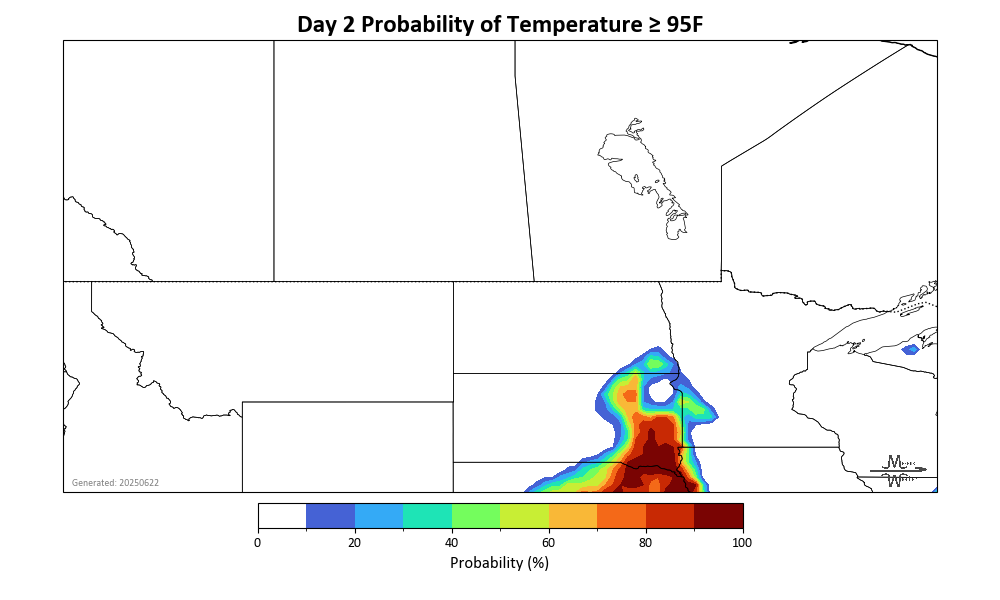 Day 2 Probability of Temperature ≥ 95F
Generated: 20250622
0 20 40 60 80 100
Probability (%)